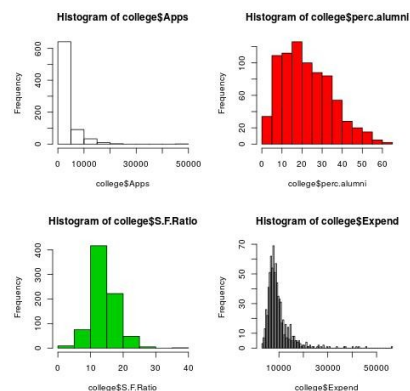 Histogram of college$Apps
Frequency
0 200 400 600
0 10000 30000 50000
college$Apps
Histogram of college$perc.alumni
Frequency
0 20 60 100
0 10 20 30 40 50 60
college$perc.alumni
Histogram of college$S.F.Ratio
Frequency
0 100 200 300 400
0 10 20 30 40
college$S.F.Ratio
Histogram of college$Expend
Frequency
0 10 30 50 70
10000 30000 50000
college$Expend